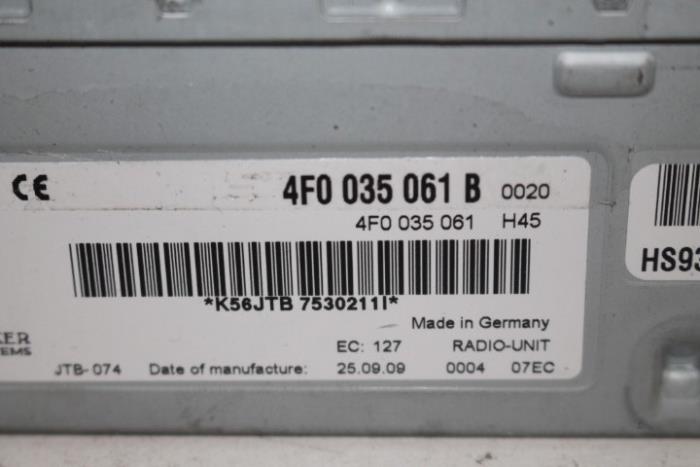 CE 4F0 035 061 B 0020
4F0 035 061 H45
*K56JTB 7530211I*
HS93
Made in Germany
EC: 127 RADIO-UNIT
JTB-074 Date of manufacture: 25.09.09 0004 07EC